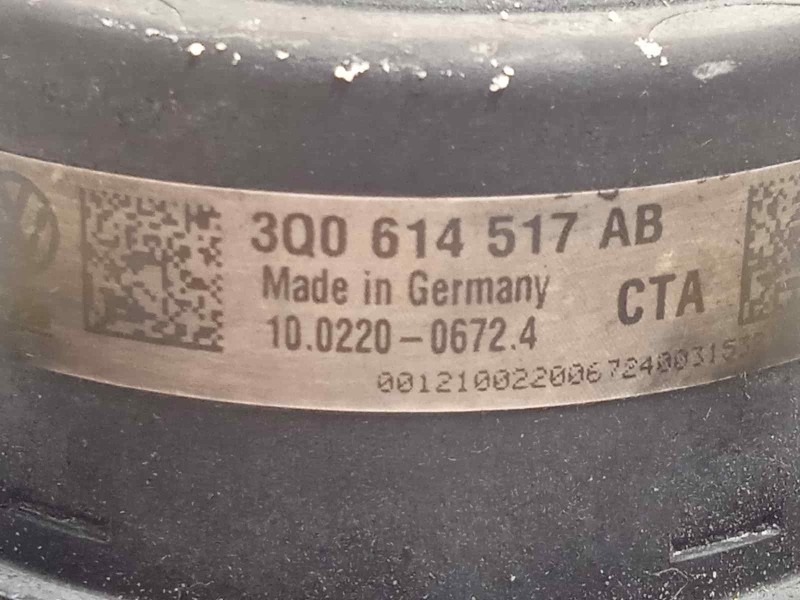 3Q0 614 517 AB
Made in Germany
CTA
10.0220-0672.4
00121002200672400315